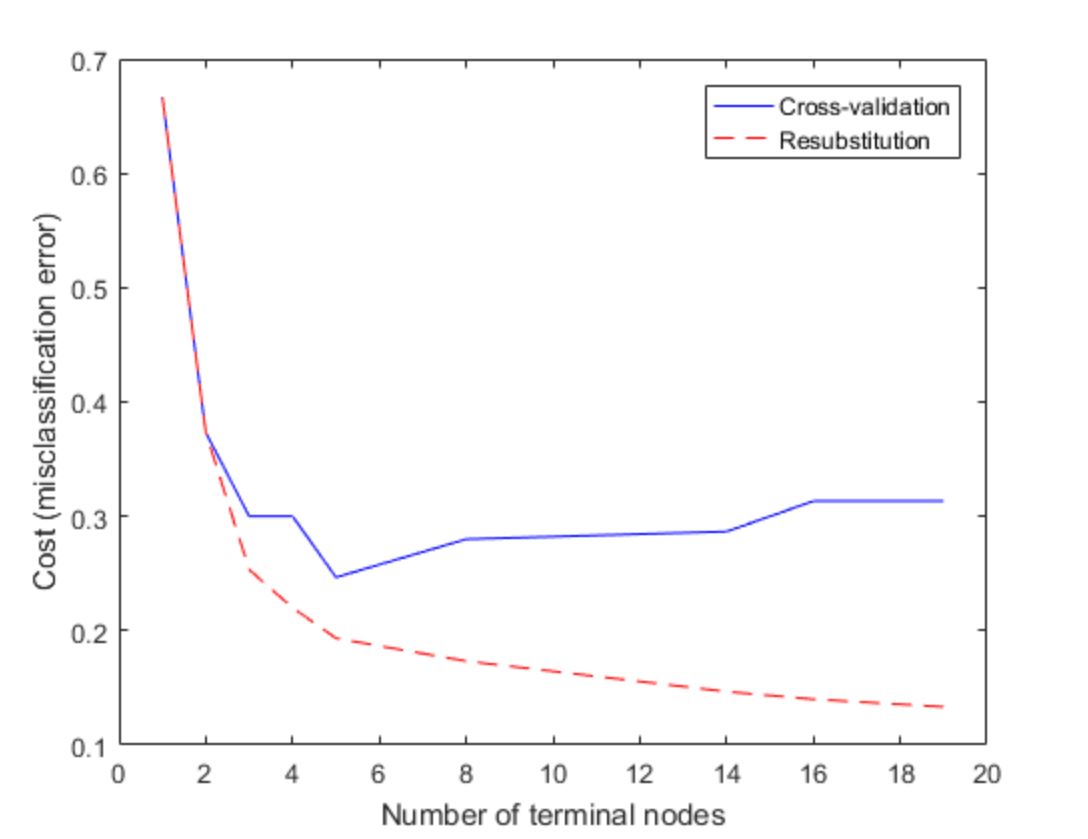 0.7
0.6
0.5
0.4
0.3
0.2
0.1
Cost (misclassification error)
Cross-validation
Resubstitution
0 2 4 6 8 10 12 14 16 18 20
Number of terminal nodes